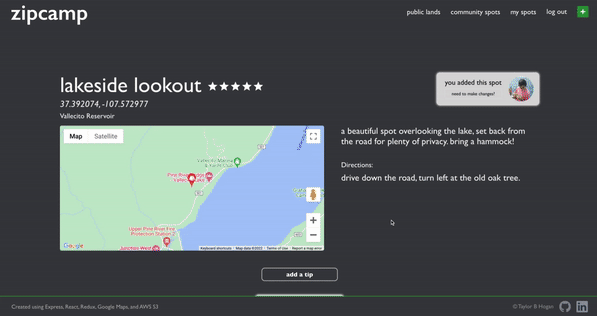 zipcamp
public lands
community spots
my spots
log out
+
lakeside lookout ★★★★★
37.392074,-107.572977
Vallecito Reservoir
you added this spot
need to make changes?
Map
Satellite
Vallecito Marina
& Yacht Club
Pine River
Vallecito Lake
Upper Pine River Fire
Protection Station 2
Junction West
Google
Keyboard shortcuts
Map data ©2022
Terms of Use
Report a map error
a beautiful spot overlooking the lake, set back from
the road for plenty of privacy. bring a hammock!
Directions:
drive down the road, turn left at the old oak tree.
add a tip
Created using Express, React, Redux, Google Maps, and AWS S3
© Taylor B Hogan